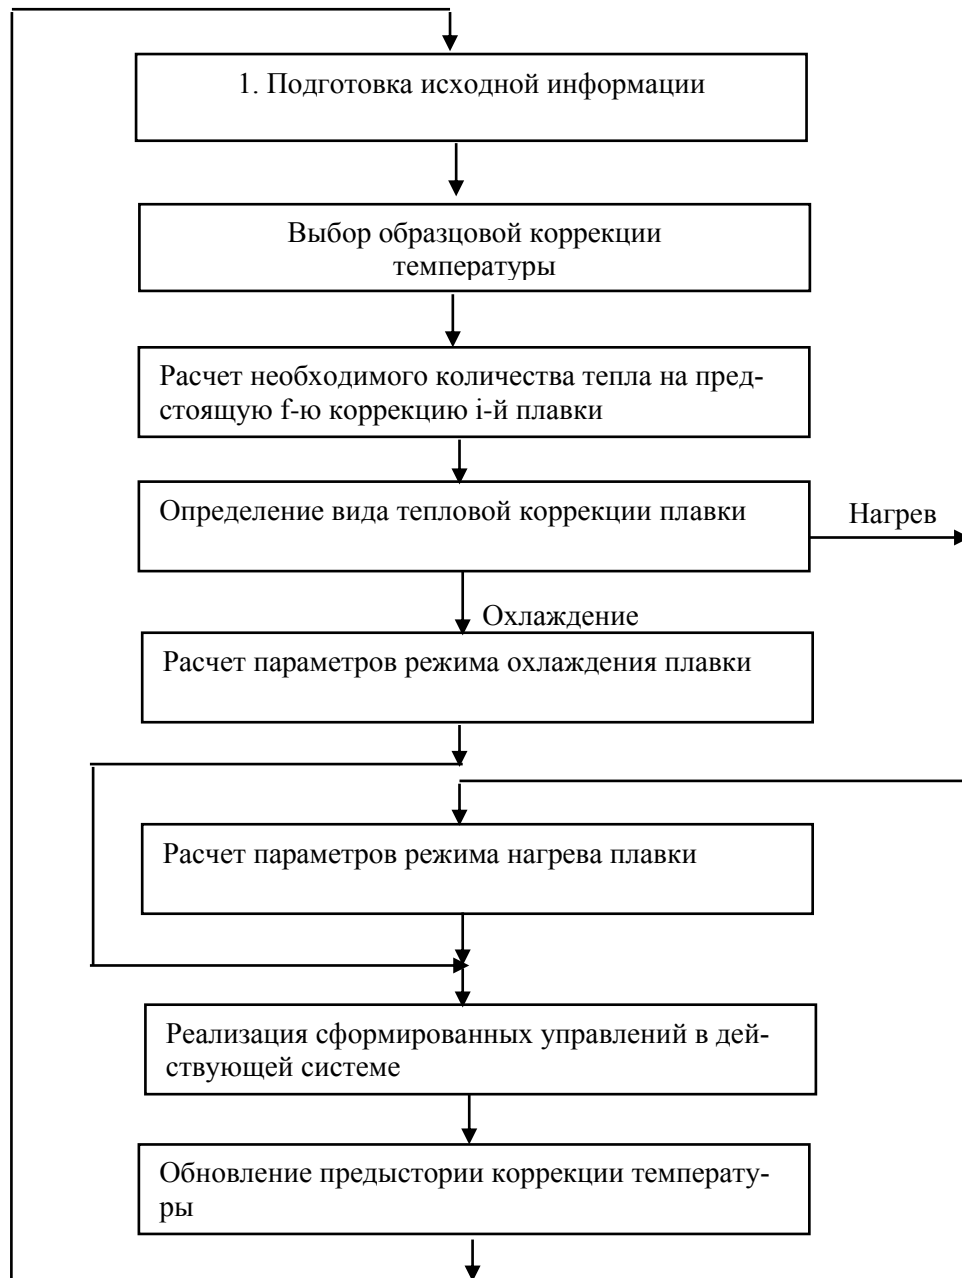 1. Подготовка исходной информации
Выбор образцовой коррекции
температуры
Расчет необходимого количества тепла на пред-
стоящую f-ю коррекцию i-й плавки
Определение вида тепловой коррекции плавки
Нагрев
Охлаждение
Расчет параметров режима охлаждения плавки
Расчет параметров режима нагрева плавки
Реализация сформированных управлений в дей-
ствующей системе
Обновление предыстории коррекции температу-
ры